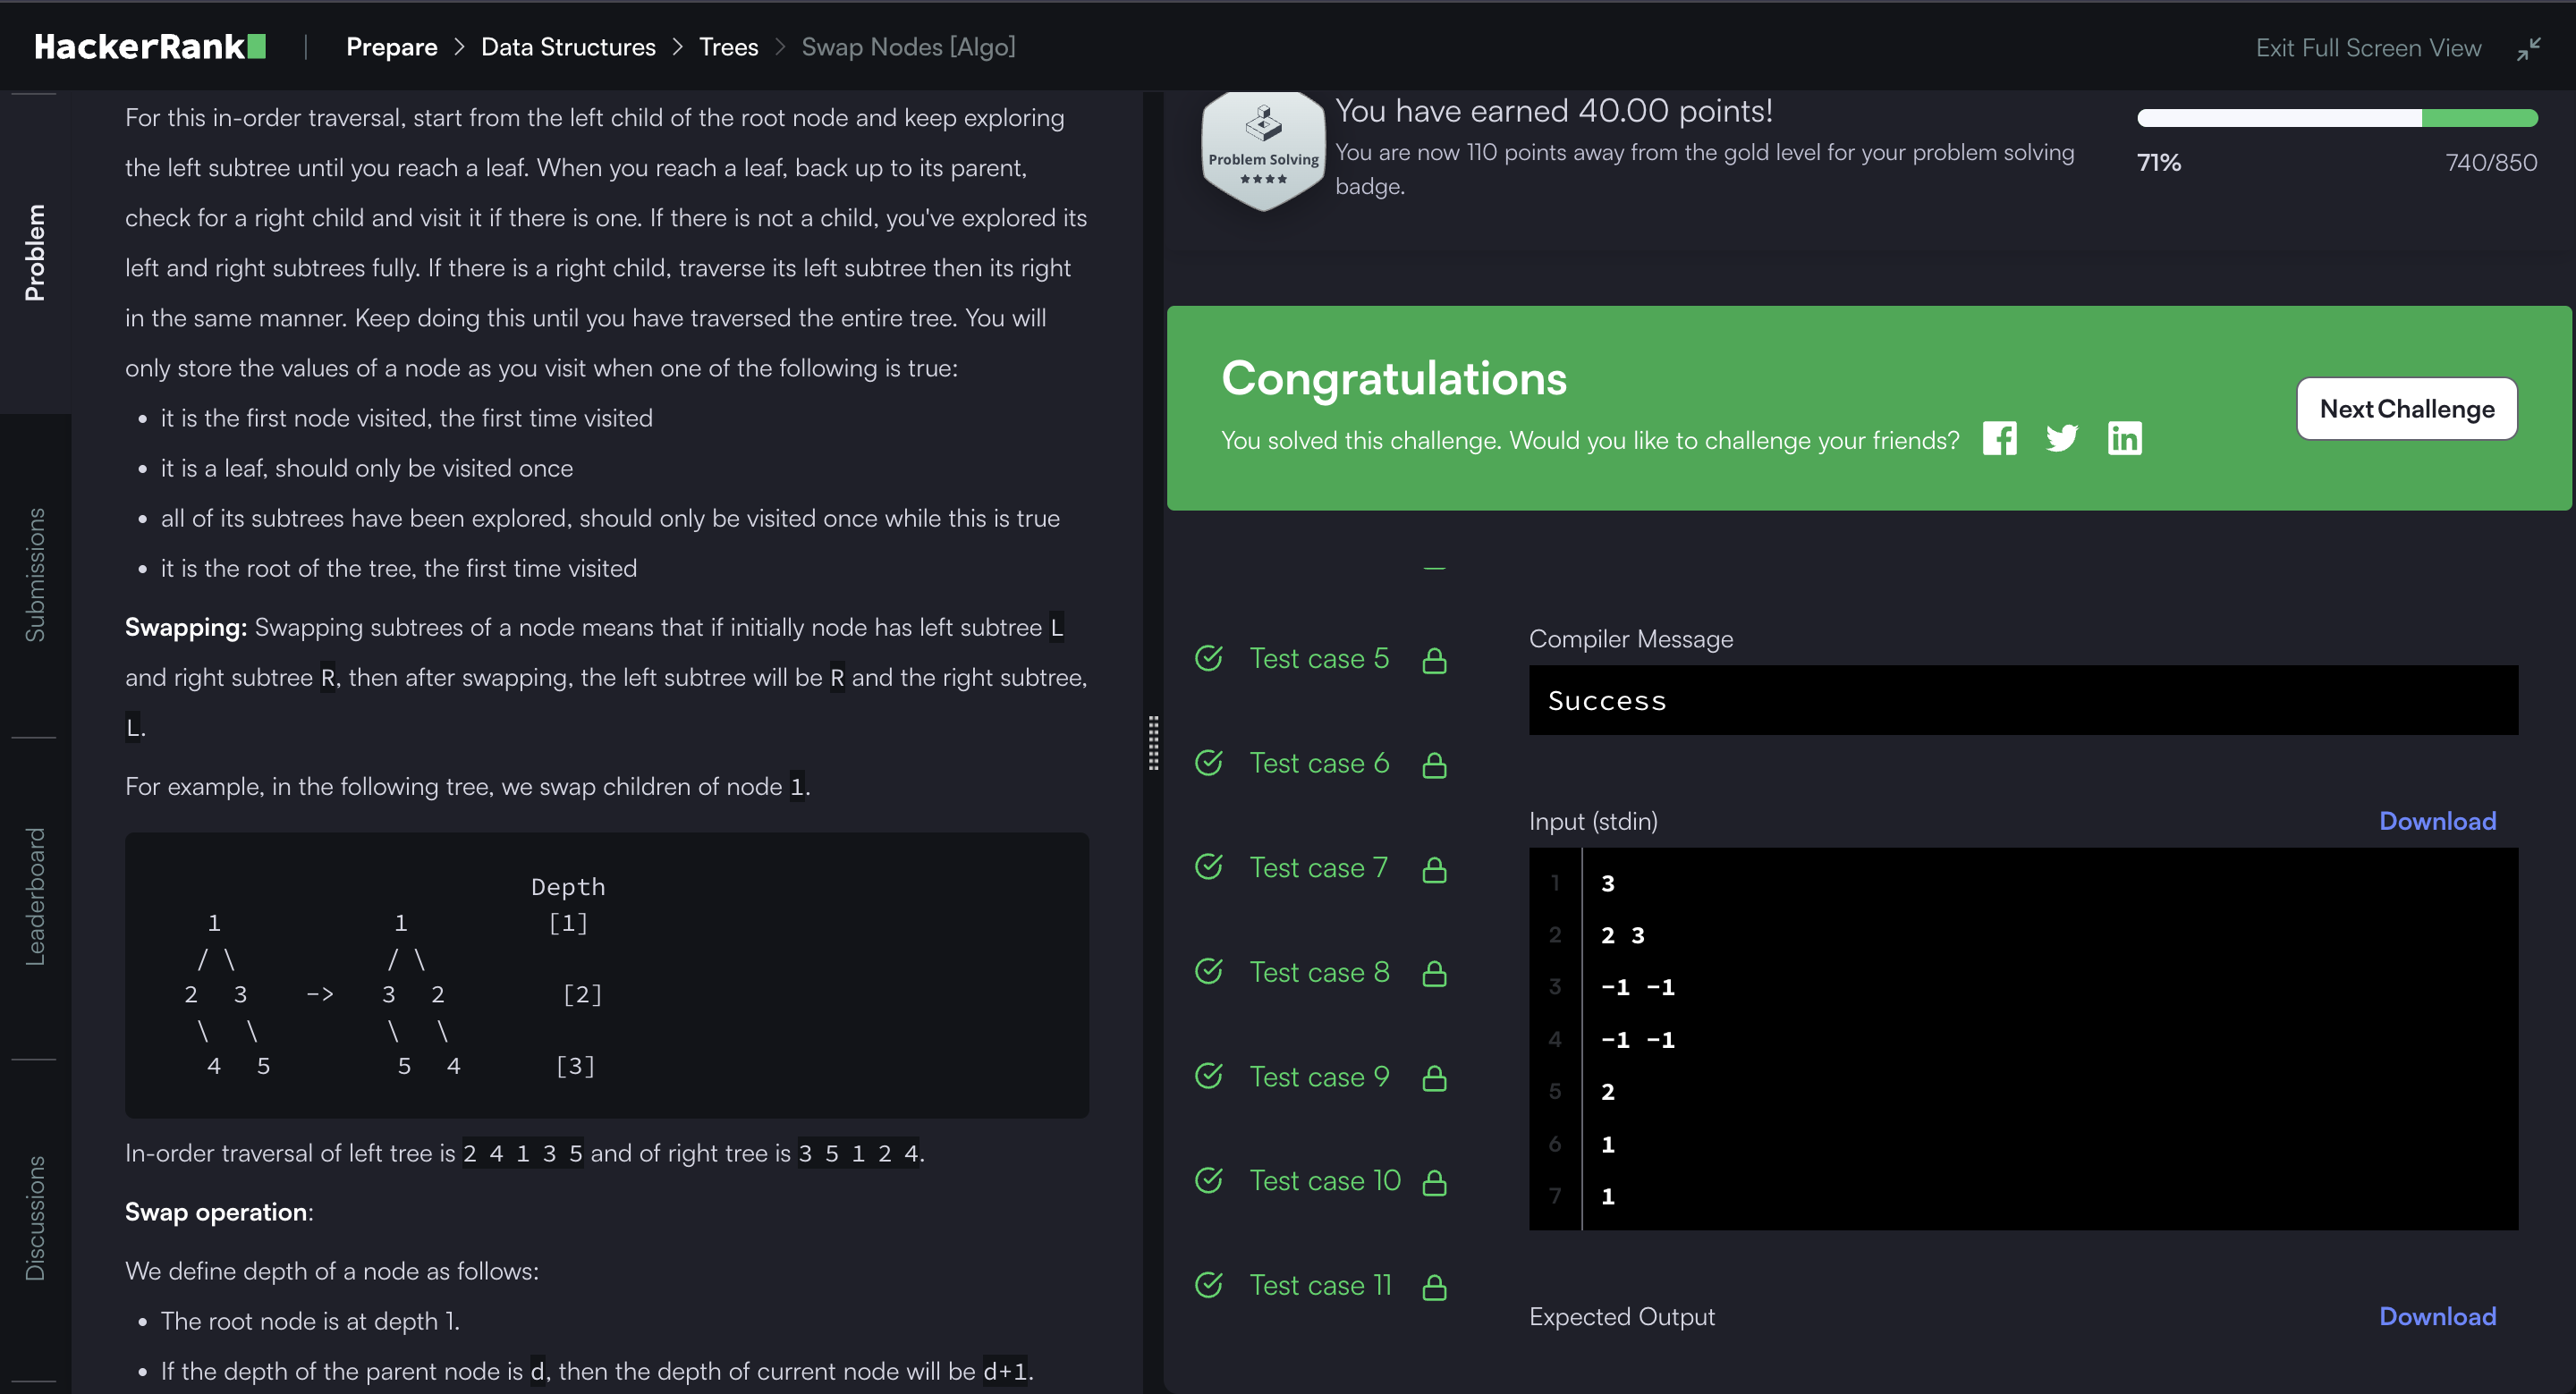 HackerRank
Prepare > Data Structures > Trees > Swap Nodes [Algo]
Exit Full Screen View
Problem
Submissions
Leaderboard
Discussions
For this in-order traversal, start from the left child of the root node and keep exploring
the left subtree until you reach a leaf. When you reach a leaf, back up to its parent,
check for a right child and visit it if there is one. If there is not a child, you've explored its
left and right subtrees fully. If there is a right child, traverse its left subtree then its right
in the same manner. Keep doing this until you have traversed the entire tree. You will
only store the values of a node as you visit when one of the following is true:
• it is the first node visited, the first time visited
• it is a leaf, should only be visited once
• all of its subtrees have been explored, should only be visited once while this is true
• it is the root of the tree, the first time visited
Swapping: Swapping subtrees of a node means that if initially node has left subtree L
and right subtree R, then after swapping, the left subtree will be R and the right subtree,
L.
For example, in the following tree, we swap children of node 1.
Depth
1 1 [1]
/ \ / \
2 3 -> 3 2 [2]
\ \ \ \
4 5 5 4 [3]
In-order traversal of left tree is 2 4 1 3 5 and of right tree is 3 5 1 2 4.
Swap operation:
We define depth of a node as follows:
• The root node is at depth 1.
• If the depth of the parent node is d, then the depth of current node will be d+1.
Problem Solving
★★★★
You have earned 40.00 points!
You are now 110 points away from the gold level for your problem solving
badge.
71%
740/850
Congratulations
You solved this challenge. Would you like to challenge your friends?
Next Challenge
Test case 5
Test case 6
Test case 7
Test case 8
Test case 9
Test case 10
Test case 11
Compiler Message
Success
Input (stdin)
Download
1 3
2 2 3
3 -1 -1
4 -1 -1
5 2
6 1
7 1
Expected Output
Download